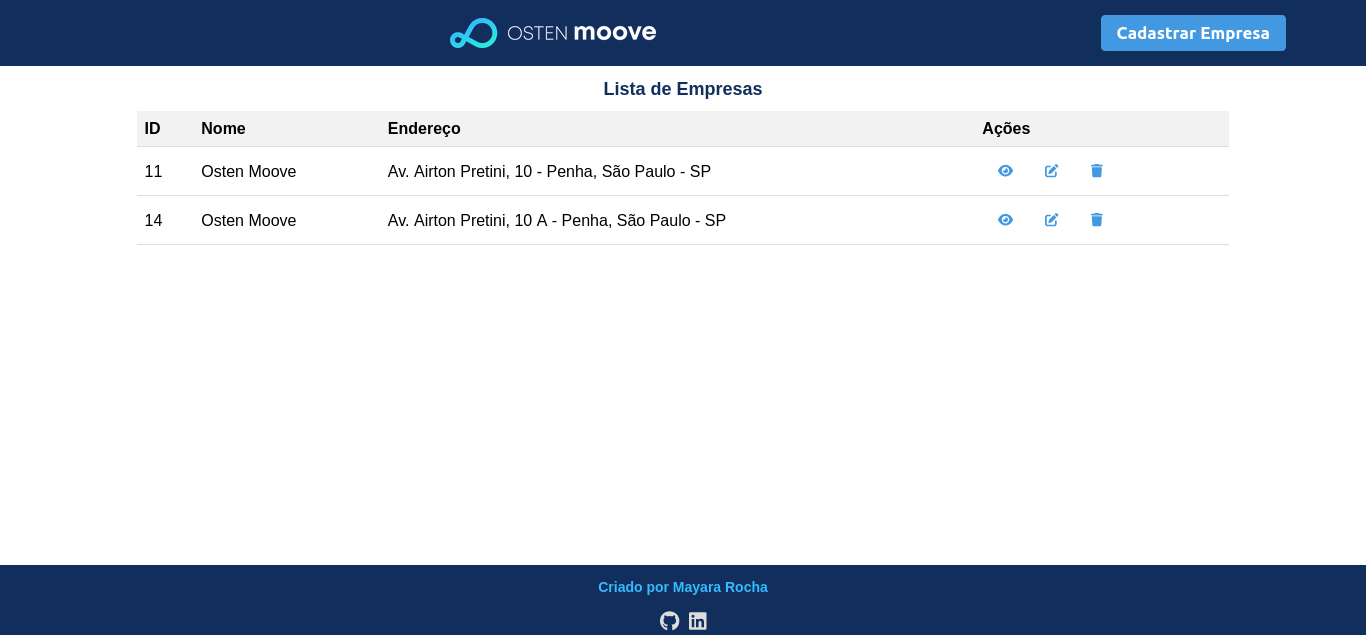 OSTEN moove
Cadastrar Empresa
Lista de Empresas
ID Nome Endereço Ações
11 Osten Moove Av. Airton Pretini, 10 - Penha, São Paulo - SP
14 Osten Moove Av. Airton Pretini, 10 A - Penha, São Paulo - SP
Criado por Mayara Rocha
in